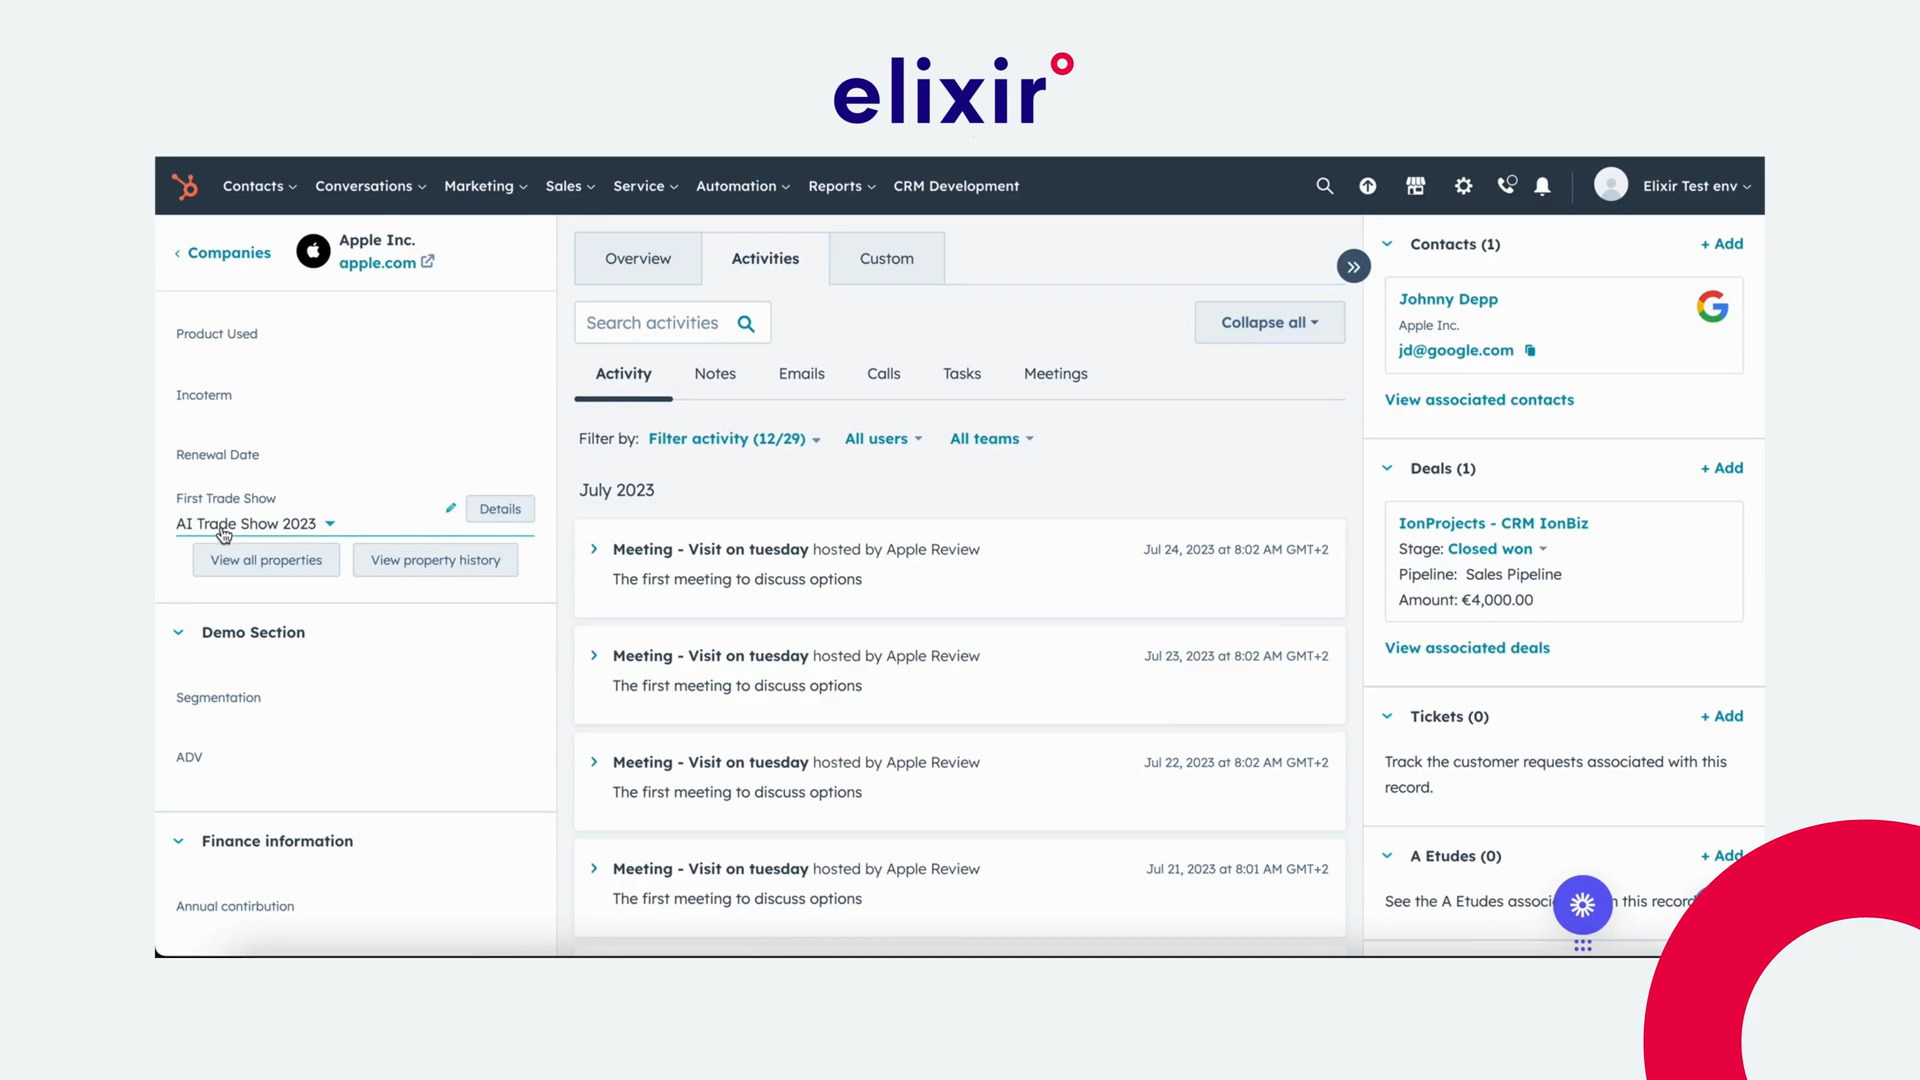 elixir
Contacts Conversations Marketing Sales Service Automation Reports CRM Development Elixir Test env
Companies
Apple Inc.
apple.com
Product Used
Incoterm
Renewal Date
First Trade Show
AI Trade Show 2023
Details
View all properties View property history
Demo Section
Segmentation
ADV
Finance information
Annual contirbution
Overview Activities Custom
Search activities
Collapse all
Activity Notes Emails Calls Tasks Meetings
Filter by: Filter activity (12/29) All users All teams
July 2023
Meeting - Visit on tuesday hosted by Apple Review Jul 24, 2023 at 8:02 AM GMT+2
The first meeting to discuss options
Meeting - Visit on tuesday hosted by Apple Review Jul 23, 2023 at 8:02 AM GMT+2
The first meeting to discuss options
Meeting - Visit on tuesday hosted by Apple Review Jul 22, 2023 at 8:02 AM GMT+2
The first meeting to discuss options
Meeting - Visit on tuesday hosted by Apple Review Jul 21, 2023 at 8:01 AM GMT+2
The first meeting to discuss options
Contacts (1) + Add
Johnny Depp
Apple Inc.
jd@google.com
View associated contacts
Deals (1) + Add
IonProjects - CRM IonBiz
Stage: Closed won
Pipeline: Sales Pipeline
Amount: €4,000.00
View associated deals
Tickets (0) + Add
Track the customer requests associated with this
record.
A Etudes (0) + Add
See the A Etudes this